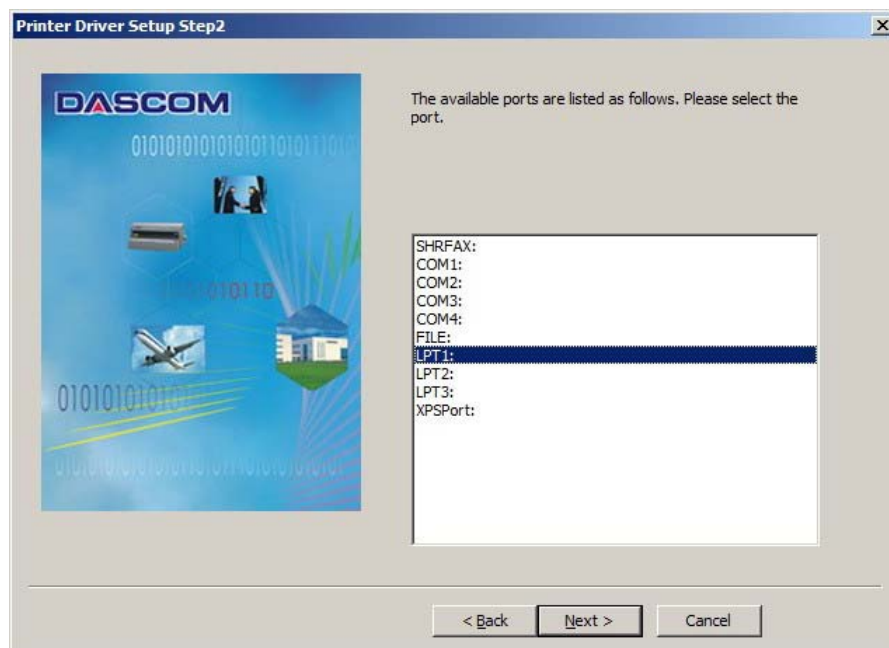 Printer Driver Setup Step2
DASCOM
The available ports are listed as follows. Please select the
port.
SHRFAX:
COM1:
COM2:
COM3:
COM4:
FILE:
LPT1:
LPT2:
LPT3:
XPSPort:
< Back
Next >
Cancel